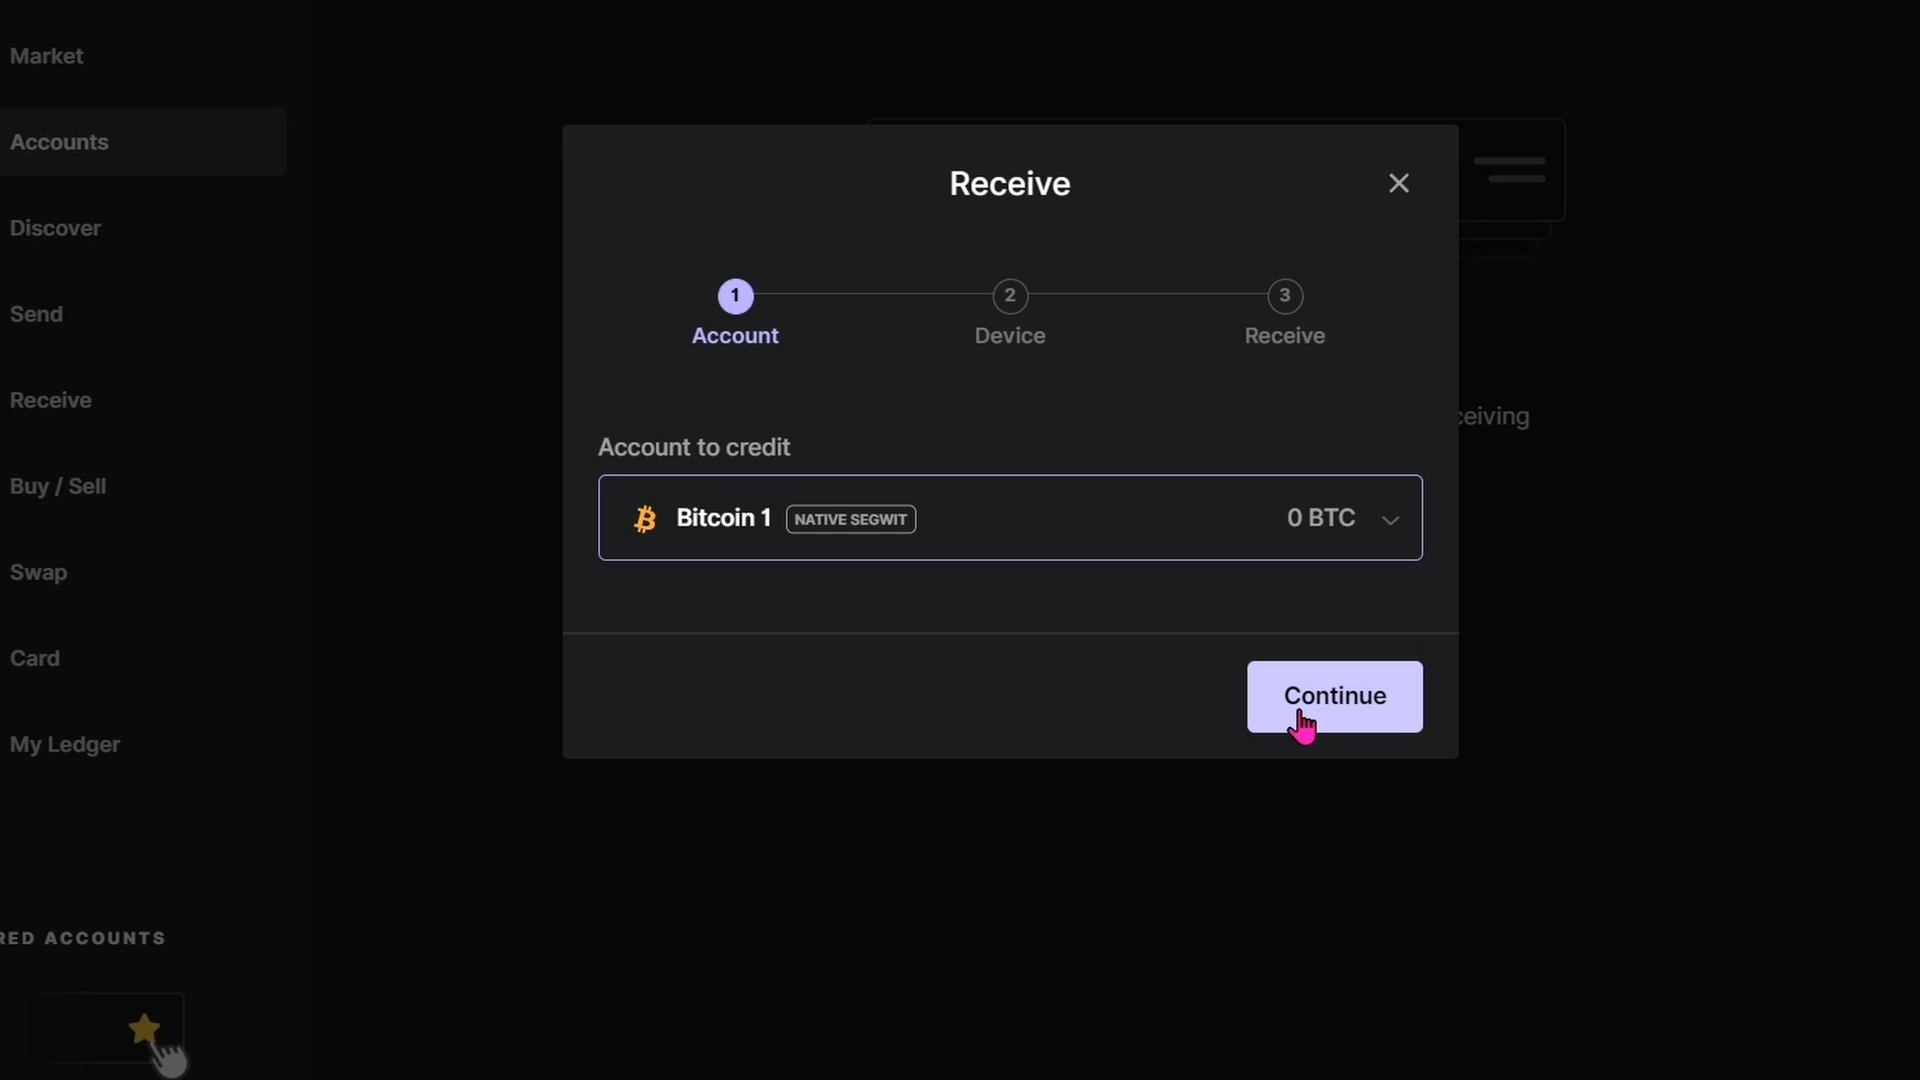 Market
Accounts
Discover
Send
Receive
Buy / Sell
Swap
Card
My Ledger
RED ACCOUNTS
Receive
1
2
3
Account
Device
Receive
Account to credit
Bitcoin 1 NATIVE SEGWIT 0 BTC
Continue
ceiving